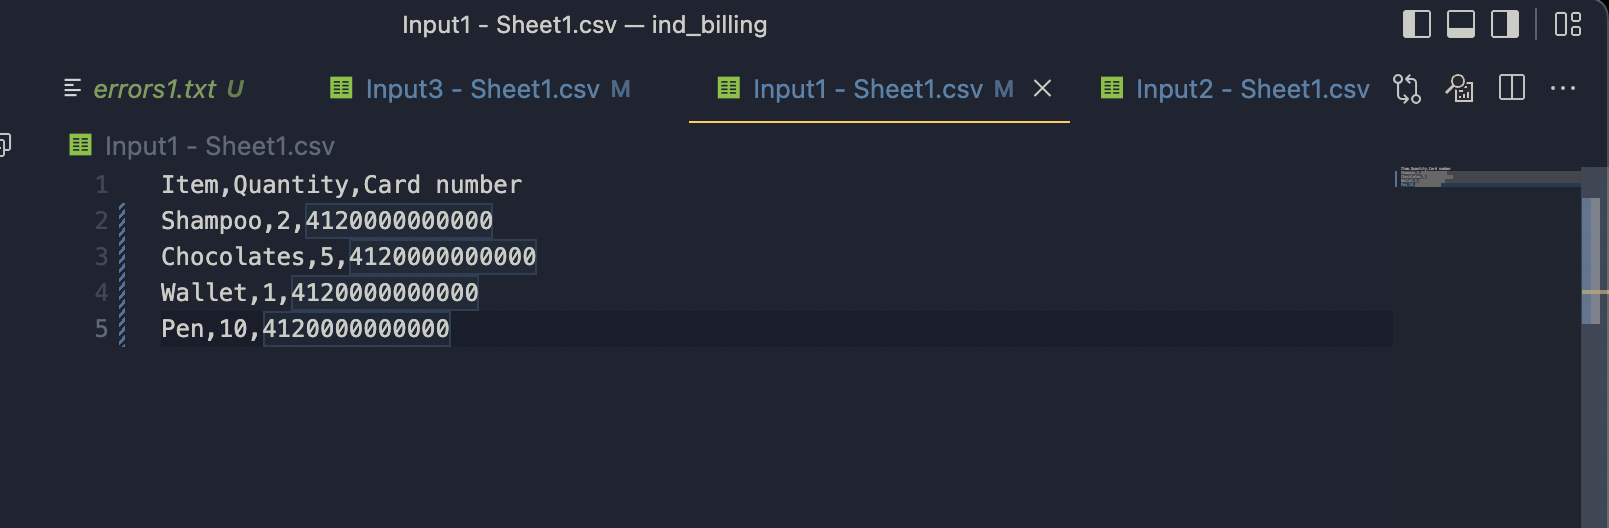 Input1 - Sheet1.csv — ind_billing
errors1.txt U
Input3 - Sheet1.csv M
Input1 - Sheet1.csv M
Input2 - Sheet1.csv
Input1 - Sheet1.csv
1 Item,Quantity,Card number
2 Shampoo,2,4120000000000
3 Chocolates,5,4120000000000
4 Wallet,1,4120000000000
5 Pen,10,4120000000000